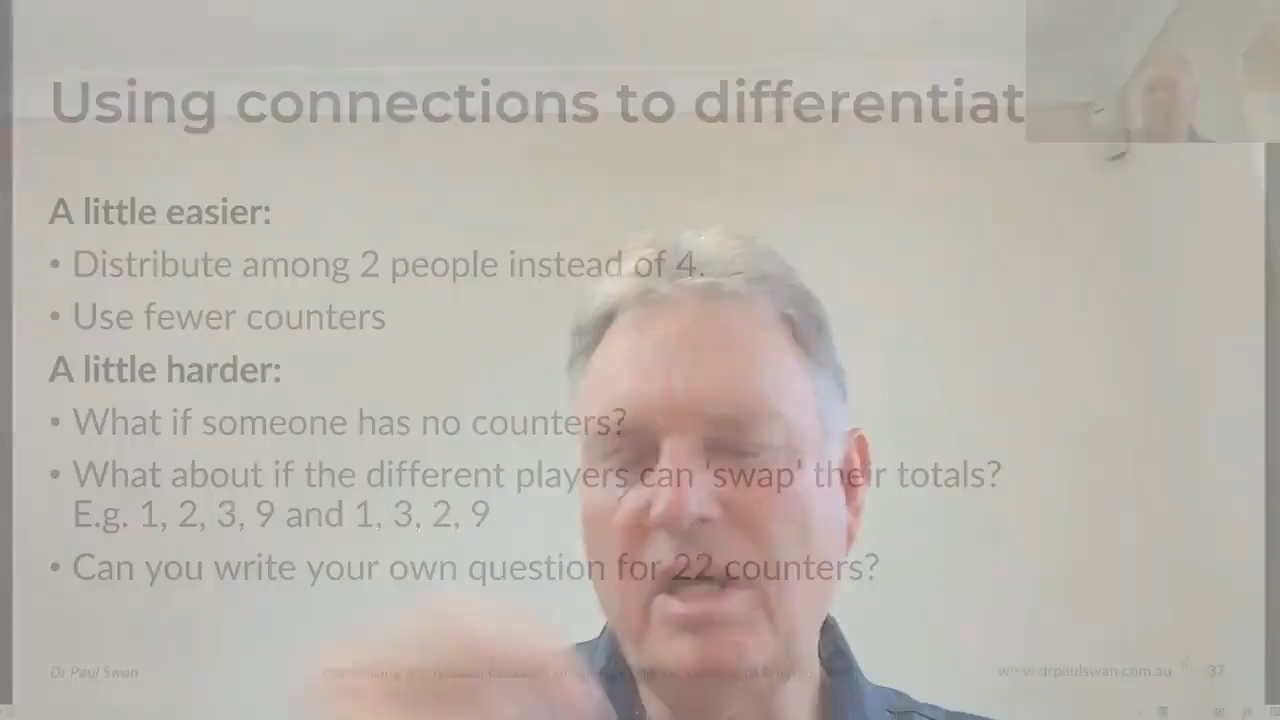 Using connections to differentiat
A little easier:
• Distribute among 2 people instead of 4.
• Use fewer counters
A little harder:
• What if someone has no counters?
• What about if the different players can 'swap' their totals?
E.g. 1, 2, 3, 9 and 1, 3, 2, 9
• Can you write your own question for 22 counters?
Dr Paul Swan
www.drpaulswan.com.au
37